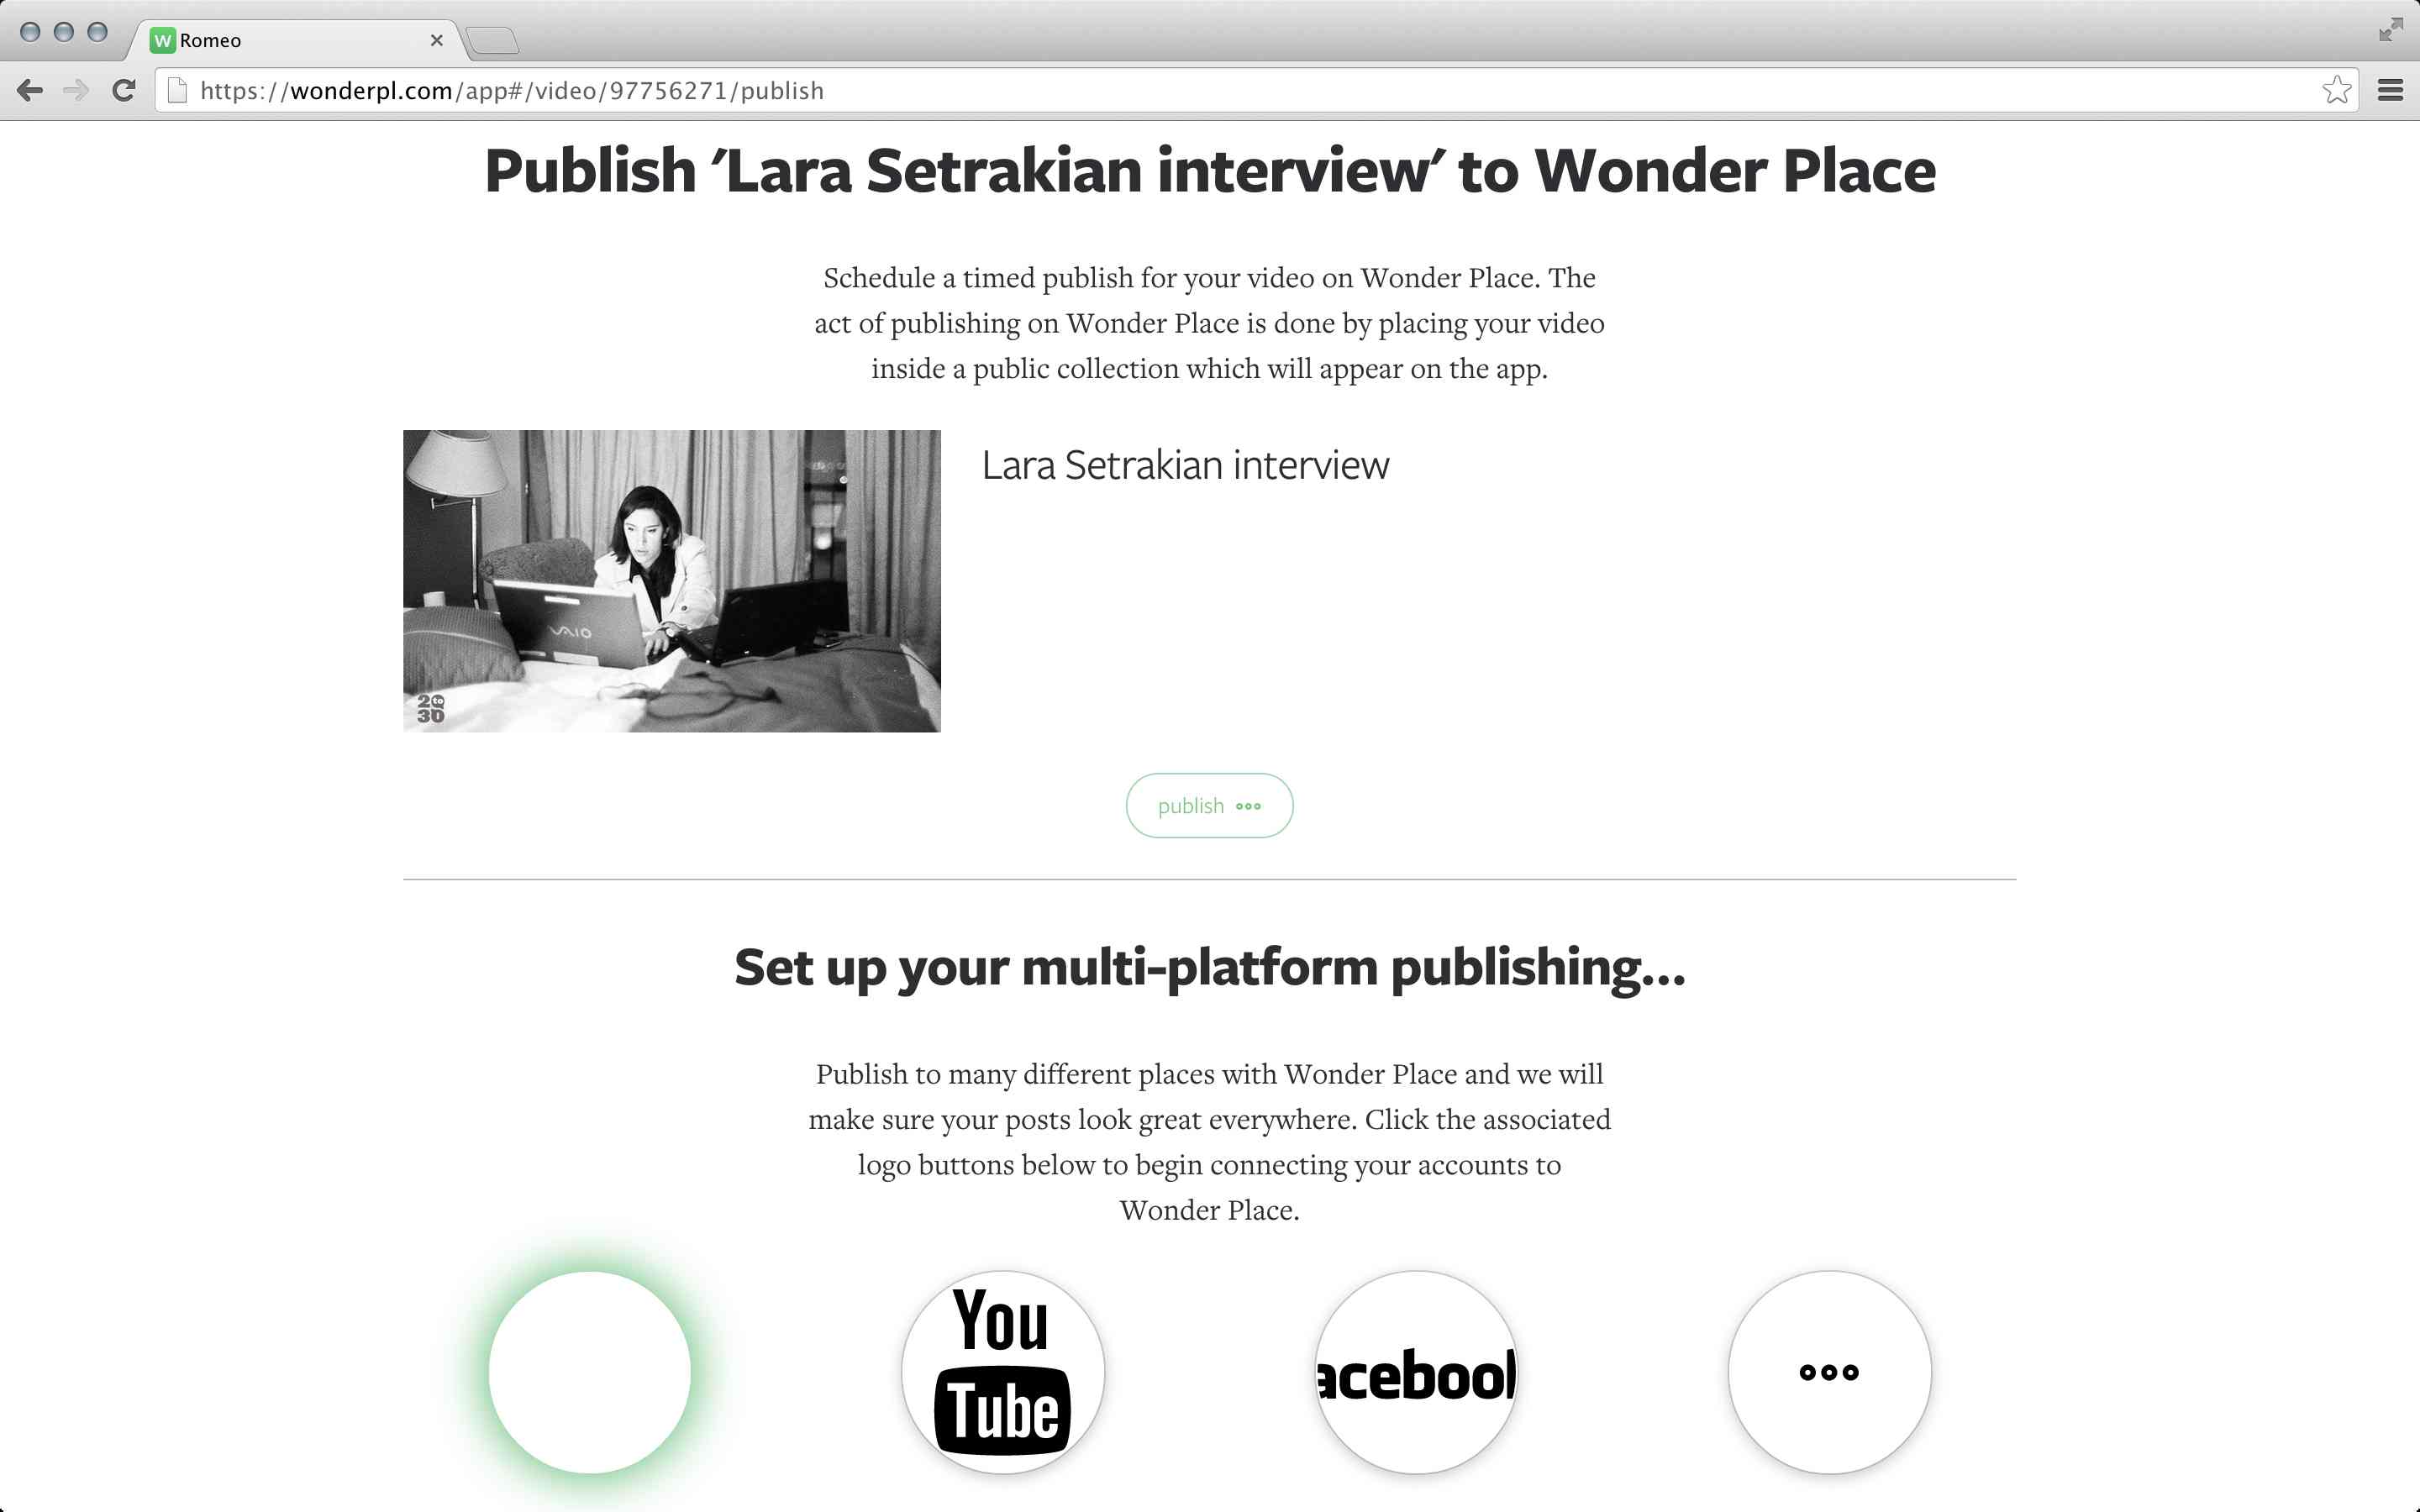 W Romeo
https://wonderpl.com/app#/video/97756271/publish
Publish 'Lara Setrakian interview' to Wonder Place
Schedule a timed publish for your video on Wonder Place. The
act of publishing on Wonder Place is done by placing your video
inside a public collection which will appear on the app.
Lara Setrakian interview
VAIO
20 to
30
publish
Set up your multi-platform publishing...
Publish to many different places with Wonder Place and we will
make sure your posts look great everywhere. Click the associated
logo buttons below to begin connecting your accounts to
Wonder Place.
You
Tube
aceboo